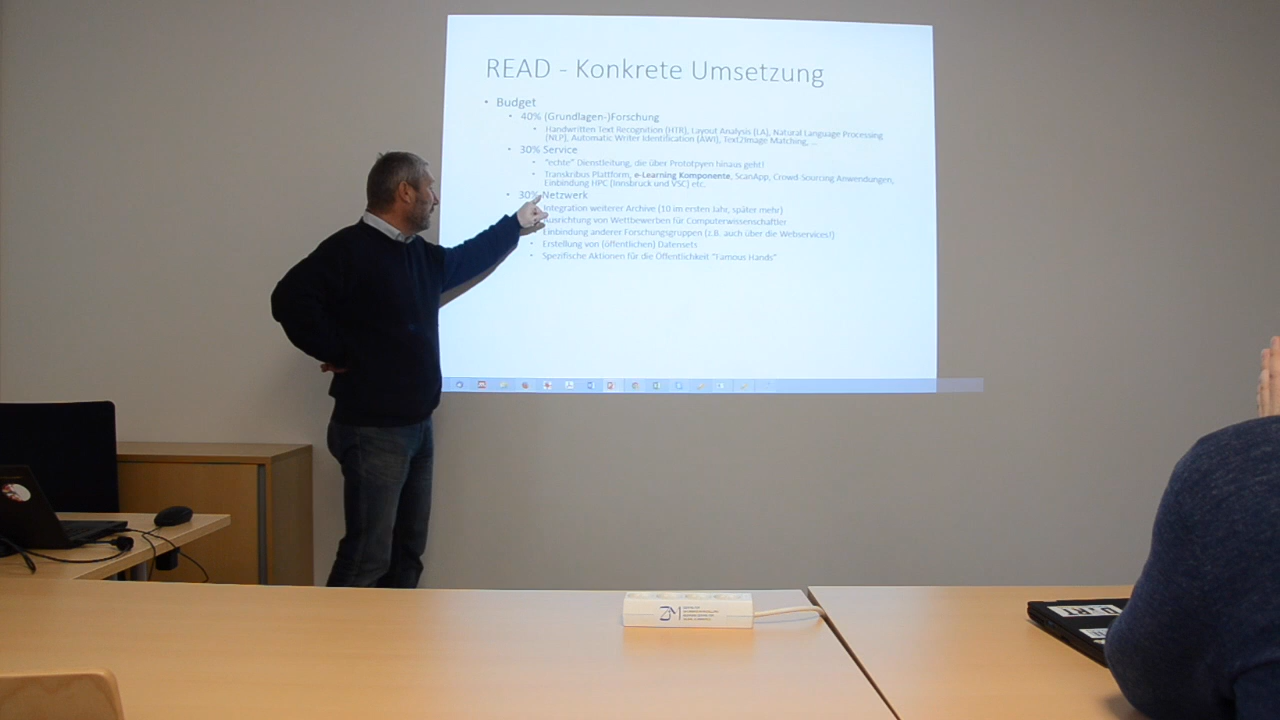 READ - Konkrete Umsetzung
• Budget
• 40% (Grundlagen-)Forschung
• Handwritten Text Recognition (HTR), Layout Analysis (LA), Natural Language Processing
(NLP), Automatic Writer Identification (AWI), Text2Image Matching, ...
• 30% Service
• "echte" Dienstleitung, die über Prototpyen hinaus geht!
• Transkribus Plattform, e-Learning Komponente, ScanApp, Crowd-Sourcing Anwendungen,
Einbindung HPC (Innsbruck und VSC) etc.
• 30% Netzwerk
Integration weiterer Archive (10 im ersten Jahr, später mehr)
Ausrichtung von Wettbewerben für Computerwissenschaftler
Einbindung anderer Forschungsgruppen (z.B. auch über die Webservices!)
• Erstellung von (öffentlichen) Datensets
• Spezifische Aktionen für die Öffentlichkeit "Famous Hands"